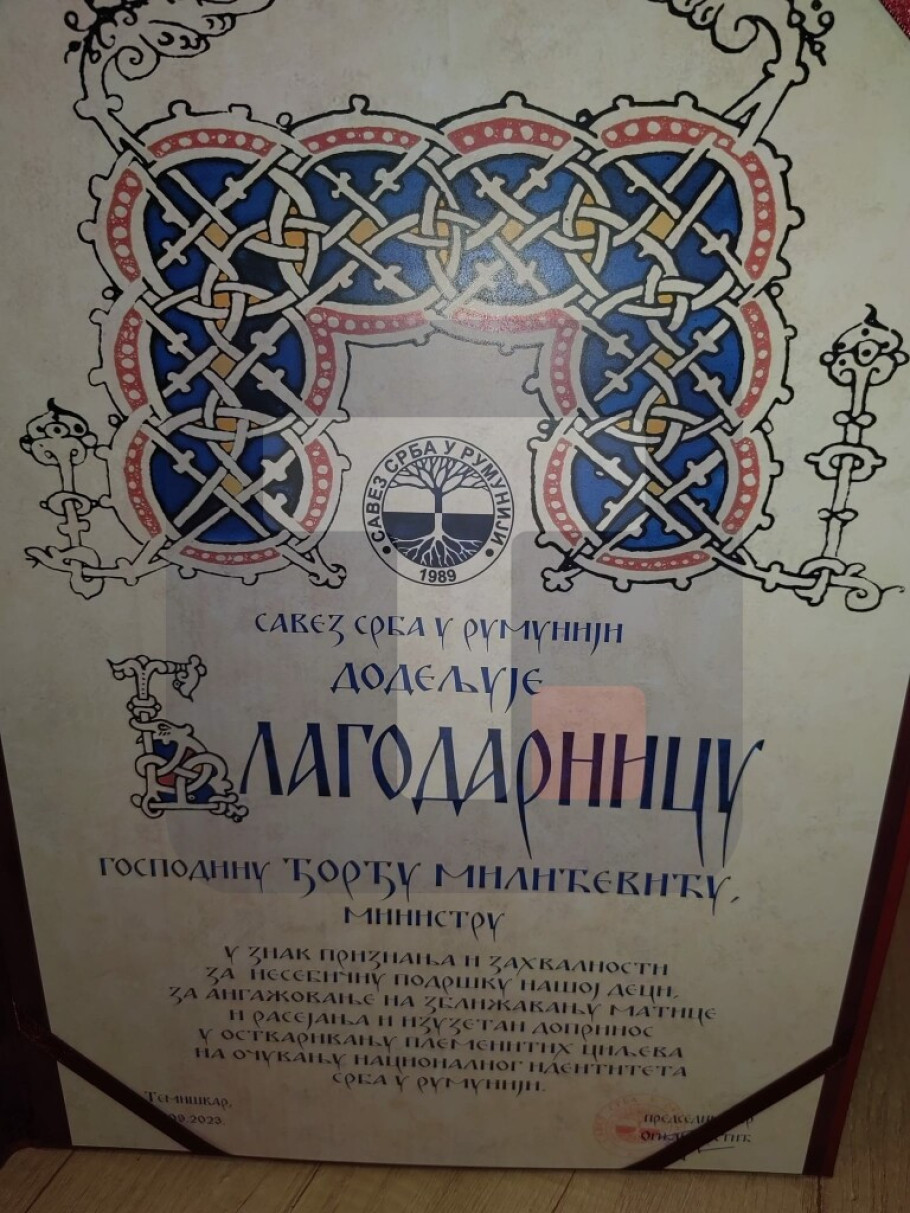 САВЕЗ СРБА У РУМУНИЈИ
1989
САВЕЗ СРБА У РУМУНИЈИ
ДОДЕЉУЈЕ
БЛАГОДАРНИЦУ
ГОСПОДИНУ ЂОРЂУ МИЛИЋЕВИЋУ,
МИНИСТРУ
У ЗНАК ПРИЗНАЊА И ЗАХВАЛНОСТИ
ЗА НЕСЕБИЧНУ ПОДРШКУ НАШОЈ ДЕЦИ,
ЗА АНГАЖОВАЊЕ НА ЗБЛИЖАВАЊУ МАТИЦЕ
И РАСЕЈАЊА И ИЗУЗЕТАН ДОПРИНОС
У ОСТВАРИВАЊУ ПЛЕМЕНИТИХ ЦИЉЕВА
НА ОЧУВАЊУ НАЦИОНАЛНОГ ИДЕНТИТЕТА
СРБА У РУМУНИЈИ.
ТЕМИШВАР,
09.2023.